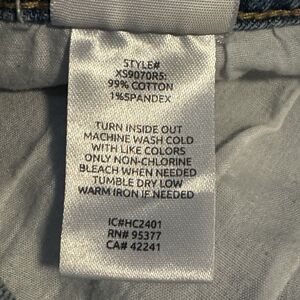 STYLE#
XS9070R5:
99% COTTON
1%SPANDEX
TURN INSIDE OUT
MACHINE WASH COLD
WITH LIKE COLORS
ONLY NON-CHLORINE
BLEACH WHEN NEEDED
TUMBLE DRY LOW
WARM IRON IF NEEDED
IC#HC2401
RN# 95377
CA# 42241